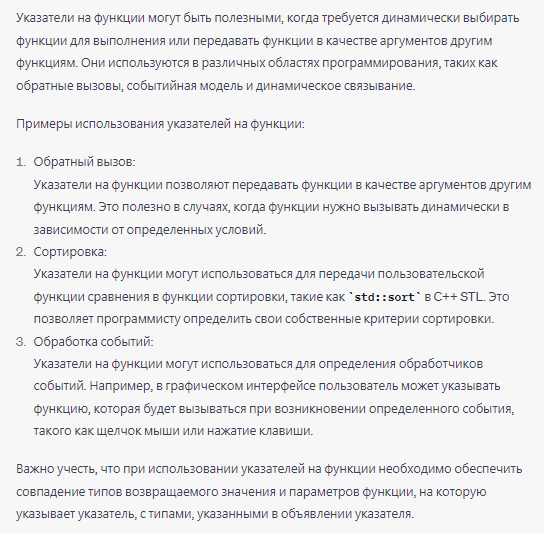 Указатели на функции могут быть полезными, когда требуется динамически выбирать
функции для выполнения или передавать функции в качестве аргументов другим
функциям. Они используются в различных областях программирования, таких как
обратные вызовы, событийная модель и динамическое связывание.
Примеры использования указателей на функции:
1. Обратный вызов:
Указатели на функции позволяют передавать функции в качестве аргументов другим
функциям. Это полезно в случаях, когда функции нужно вызывать динамически в
зависимости от определенных условий.
2. Сортировка:
Указатели на функции могут использоваться для передачи пользовательской
функции сравнения в функции сортировки, такие как `std::sort` в C++ STL. Это
позволяет программисту определить свои собственные критерии сортировки.
3. Обработка событий:
Указатели на функции могут использоваться для определения обработчиков
событий. Например, в графическом интерфейсе пользователь может указывать
функцию, которая будет вызываться при возникновении определенного события,
такого как щелчок мыши или нажатие клавиши.
Важно учесть, что при использовании указателей на функции необходимо обеспечить
совпадение типов возвращаемого значения и параметров функции, на которую
указывает указатель, с типами, указанными в объявлении указателя.